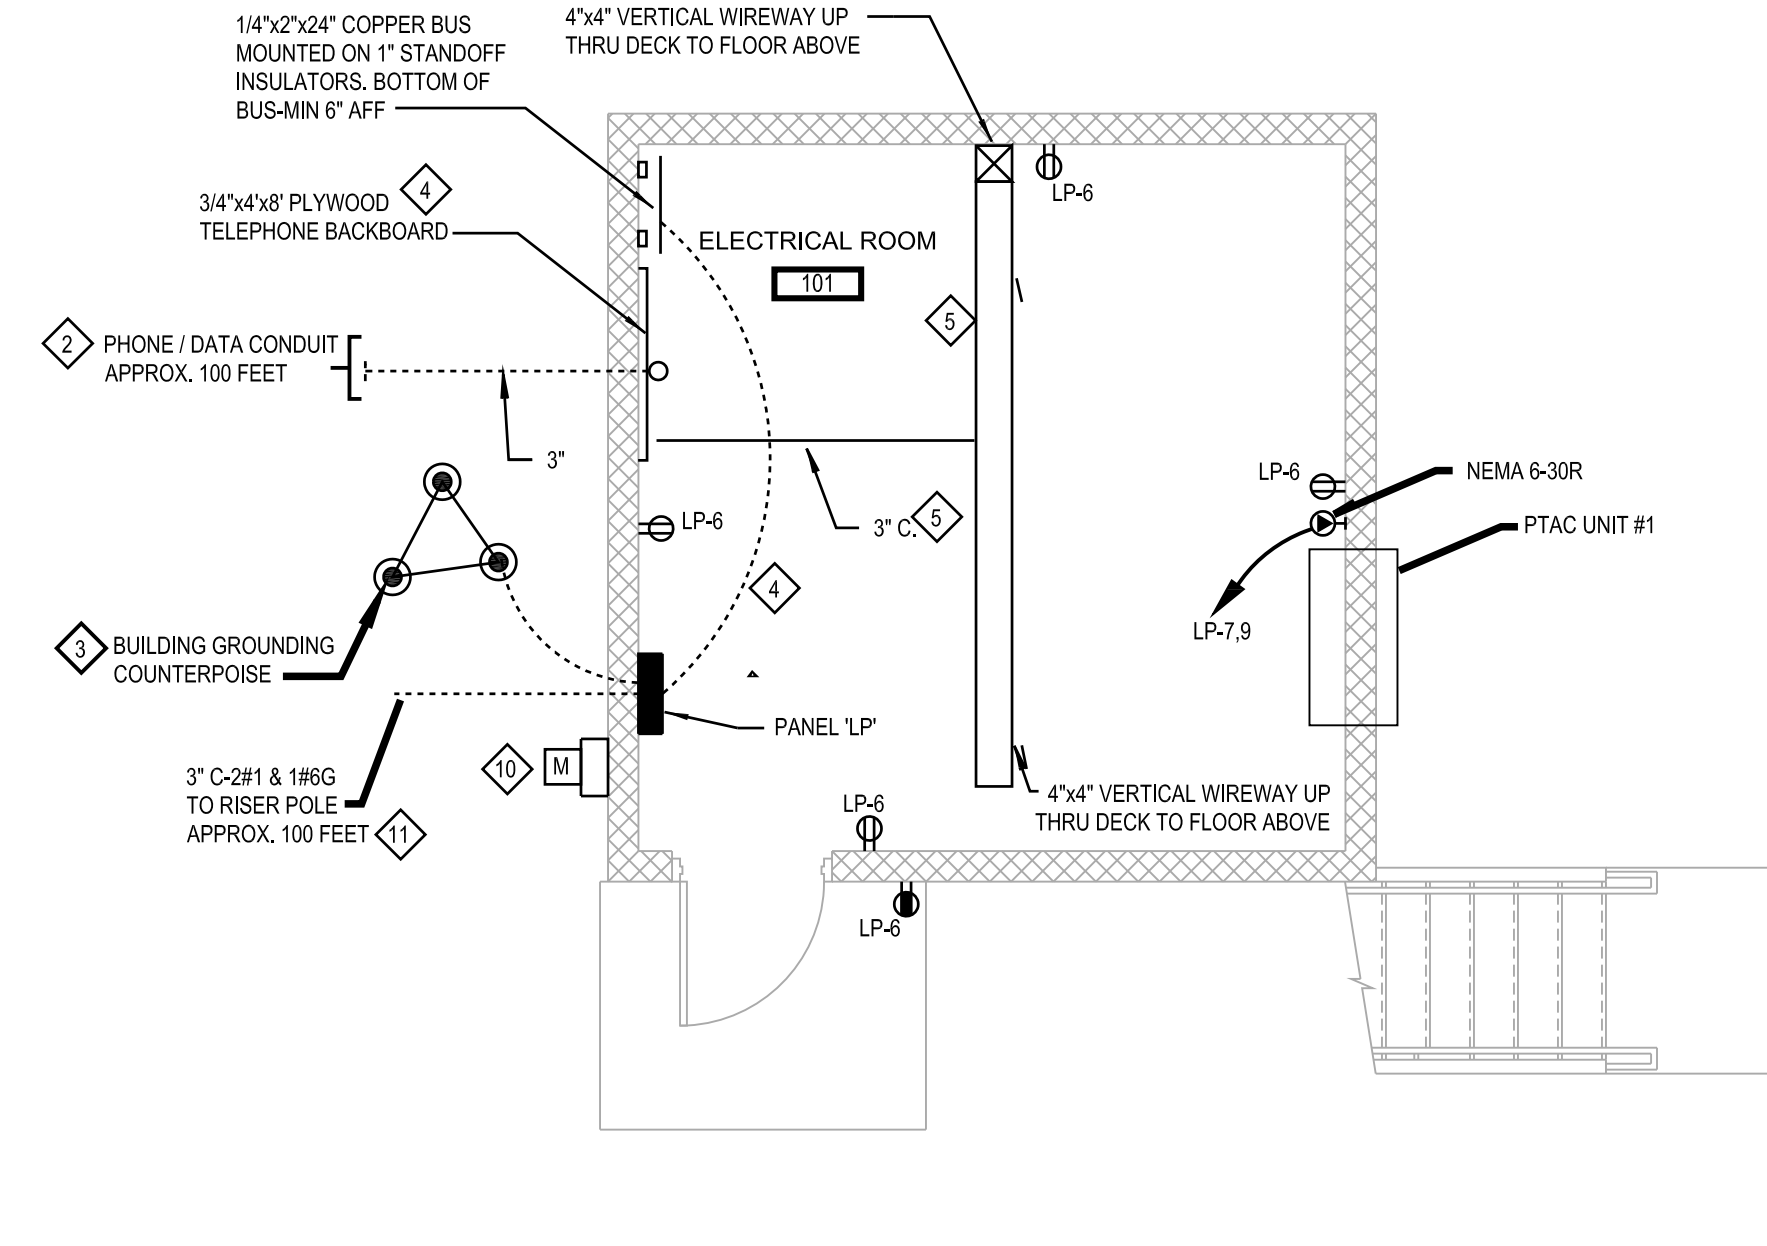 1/4"x2"x24" COPPER BUS
MOUNTED ON 1" STANDOFF
INSULATORS. BOTTOM OF
BUS-MIN 6" AFF
4"x4" VERTICAL WIREWAY UP
THRU DECK TO FLOOR ABOVE
4
3/4"x4'x8' PLYWOOD
TELEPHONE BACKBOARD
LP-6
ELECTRICAL ROOM
101
5
2
PHONE / DATA CONDUIT
APPROX. 100 FEET
3"
LP-6
3" C.
5
LP-6
NEMA 6-30R
PTAC UNIT #1
4
LP-7,9
3
BUILDING GROUNDING
COUNTERPOISE
PANEL 'LP'
10
M
3" C-2#1 & 1#6G
TO RISER POLE
APPROX. 100 FEET
11
LP-6
4"x4" VERTICAL WIREWAY UP
THRU DECK TO FLOOR ABOVE
LP-6